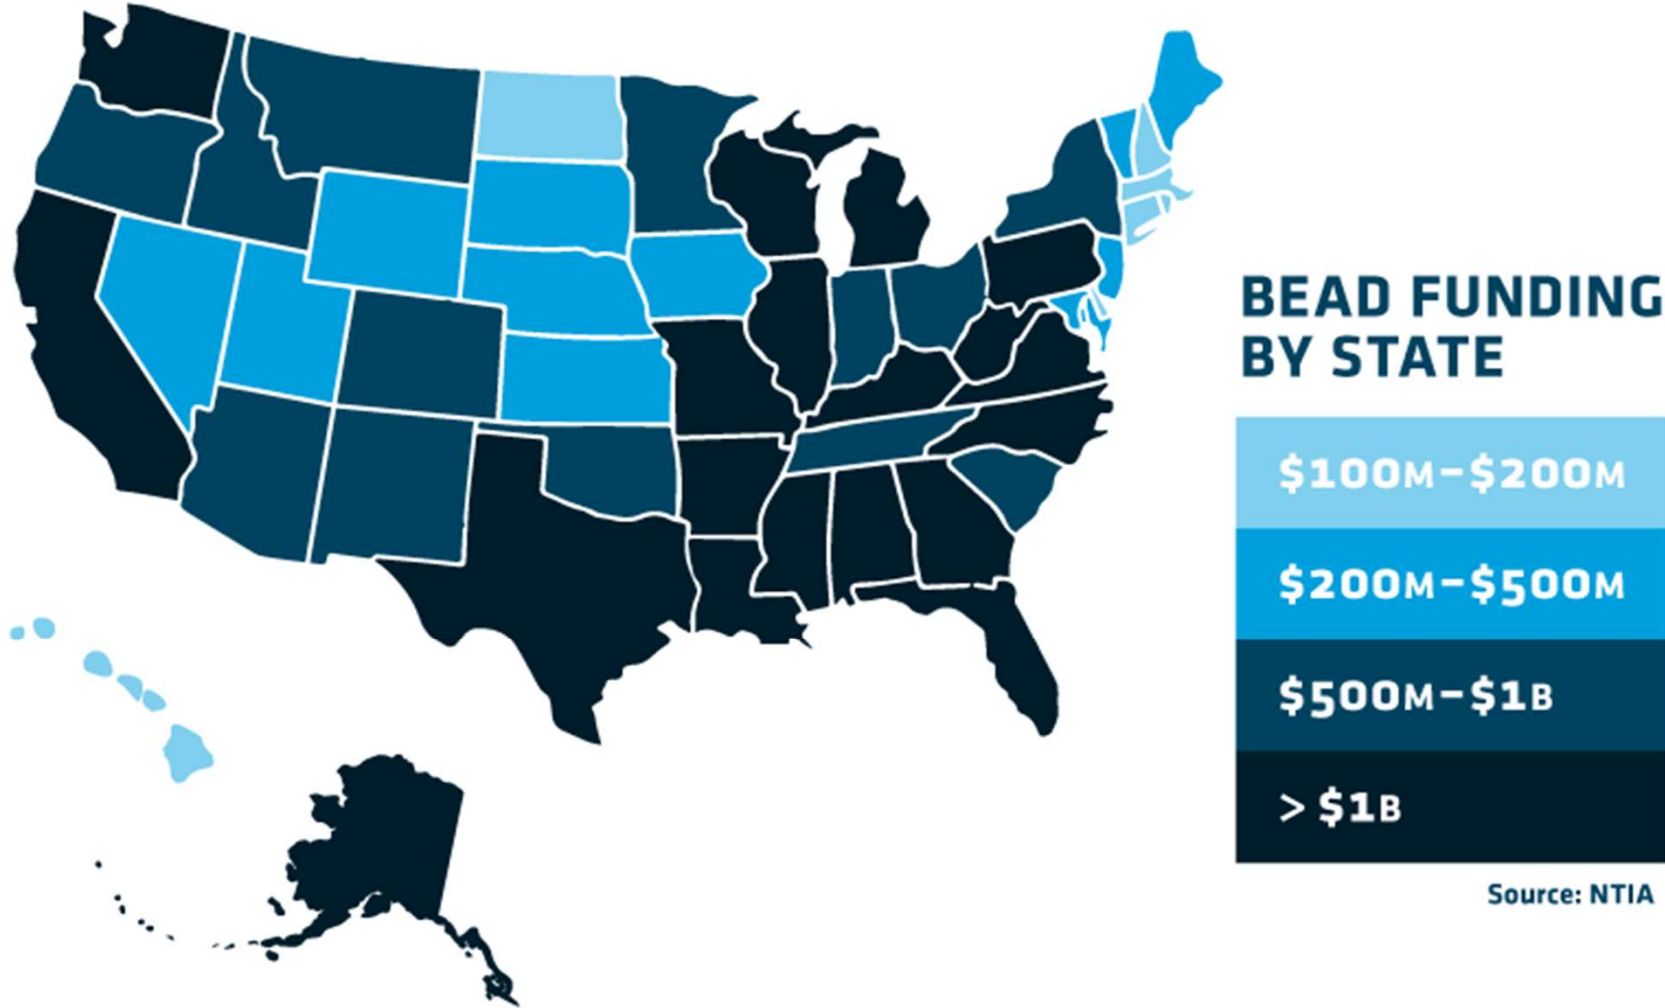 BEAD FUNDING
BY STATE
$100M–$200M
$200M–$500M
$500M–$1B
> $1B
Source: NTIA